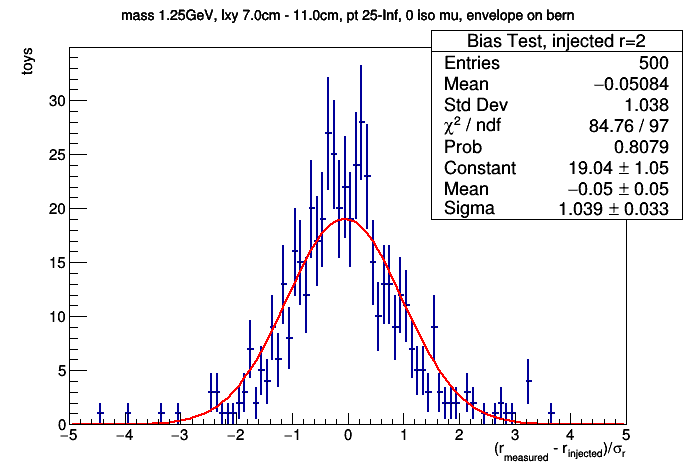 mass 1.25GeV, lxy 7.0cm - 11.0cm, pt 25-Inf, 0 iso mu, envelope on bern
Bias Test, injected r=2
Entries 500
Mean −0.05084
Std Dev 1.038
χ² / ndf 84.76 / 97
Prob 0.8079
Constant 19.04 ± 1.05
Mean −0.05 ± 0.05
Sigma 1.039 ± 0.033
toys
30
25
20
15
10
5
0
−5 −4 −3 −2 −1 0 1 2 3 4 5
(r_measured - r_injected)/σ_r